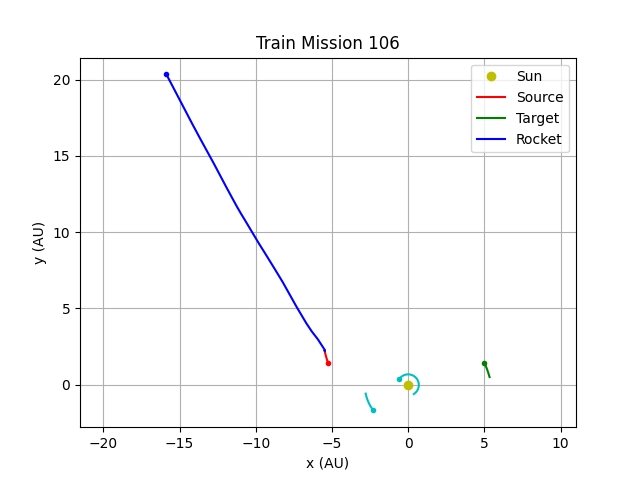 Train Mission 106
Sun
Source
Target
Rocket
y (AU)
20
15
10
5
0
−20
−15
−10
−5
0
5
10
x (AU)